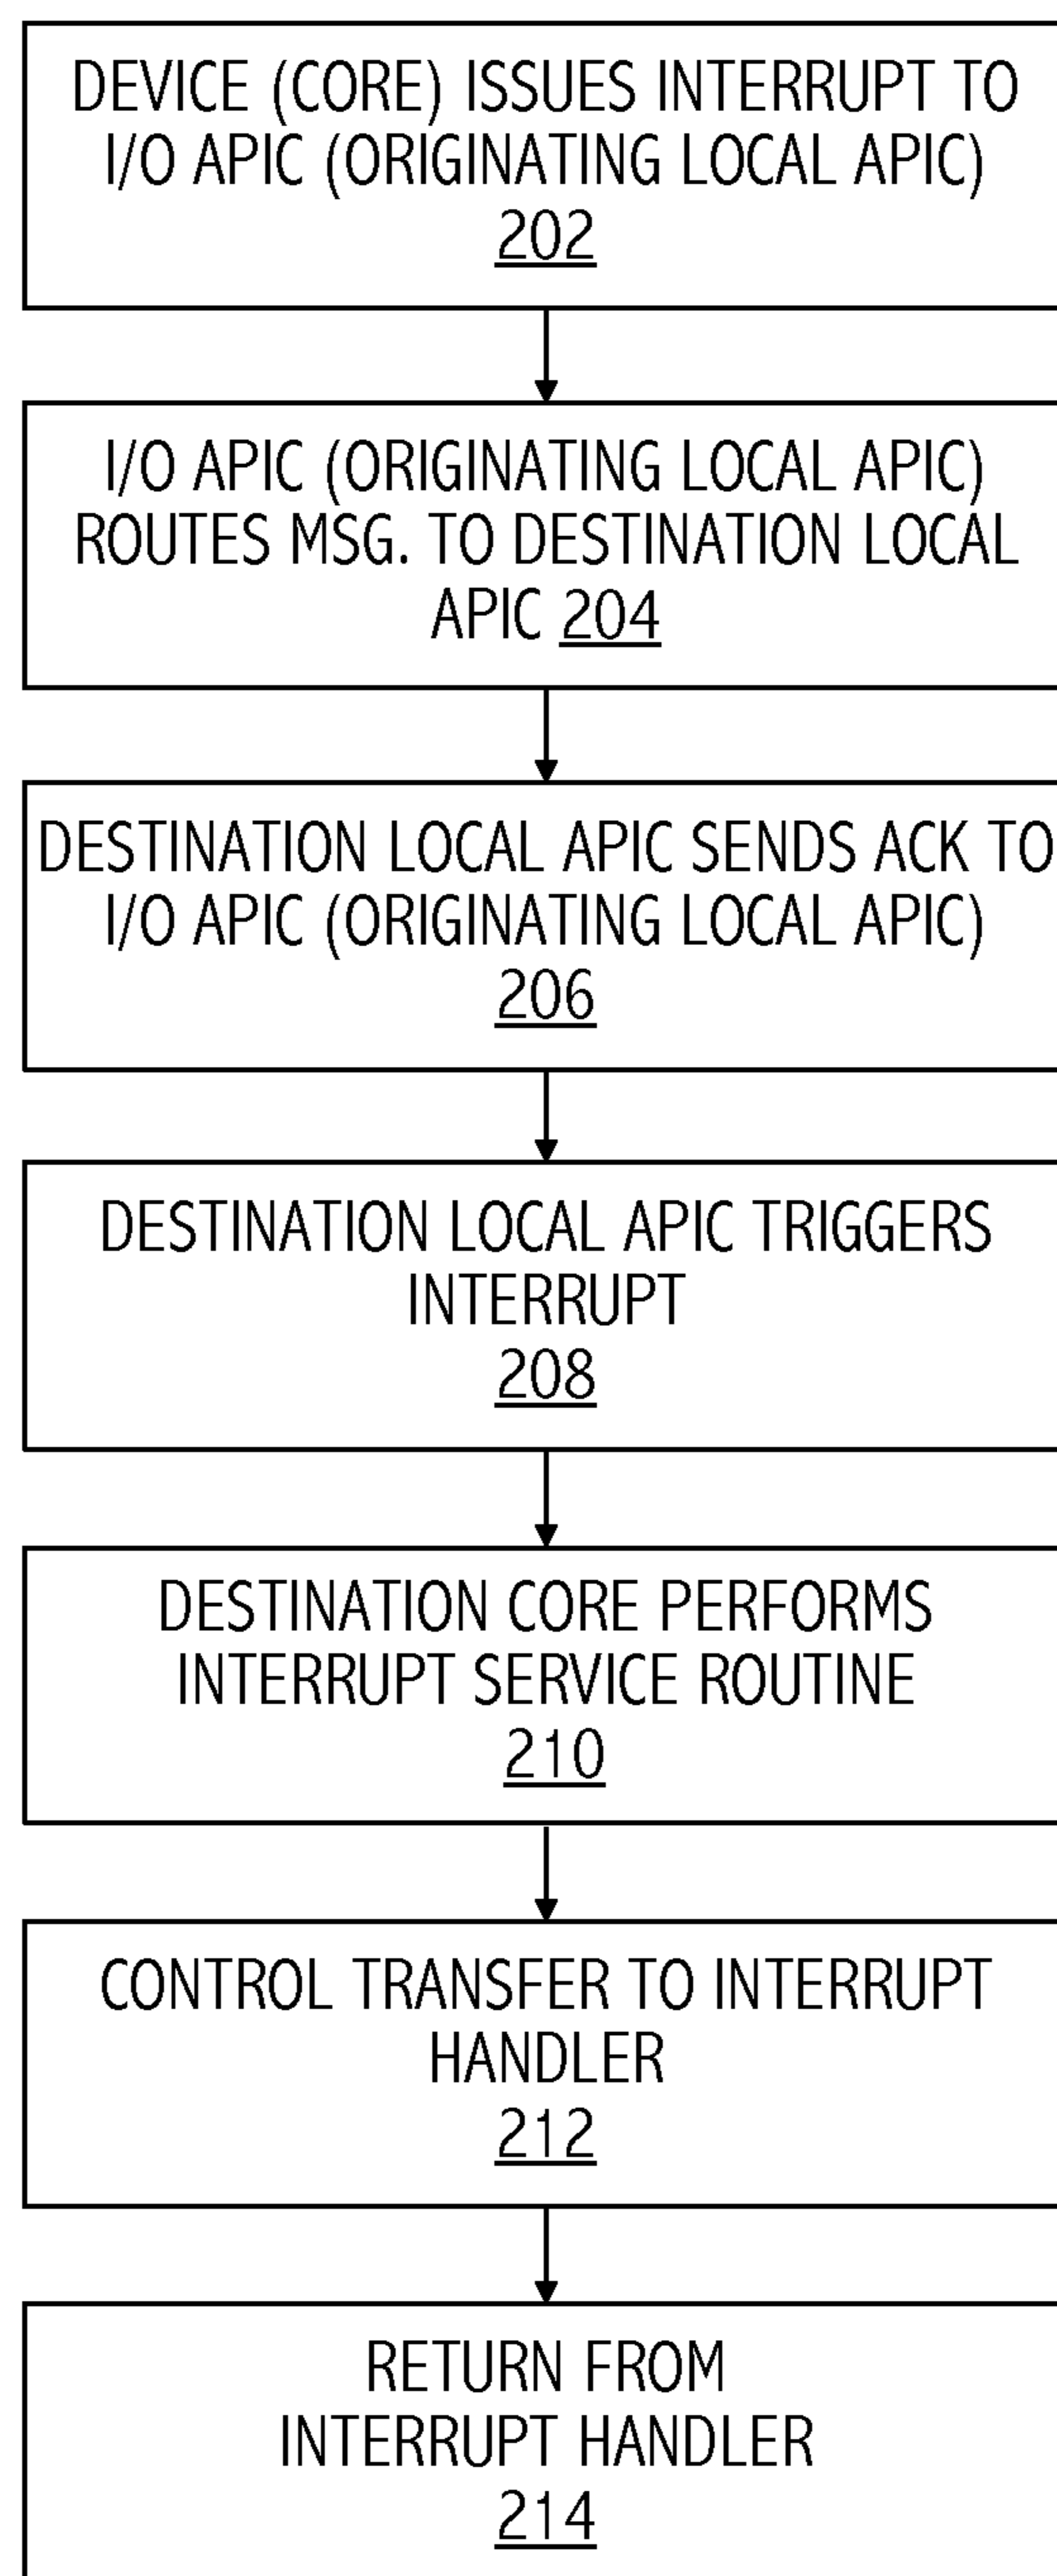 DEVICE (CORE) ISSUES INTERRUPT TO
I/O APIC (ORIGINATING LOCAL APIC)
202
I/O APIC (ORIGINATING LOCAL APIC)
ROUTES MSG. TO DESTINATION LOCAL
APIC 204
DESTINATION LOCAL APIC SENDS ACK TO
I/O APIC (ORIGINATING LOCAL APIC)
206
DESTINATION LOCAL APIC TRIGGERS
INTERRUPT
208
DESTINATION CORE PERFORMS
INTERRUPT SERVICE ROUTINE
210
CONTROL TRANSFER TO INTERRUPT
HANDLER
212
RETURN FROM
INTERRUPT HANDLER
214